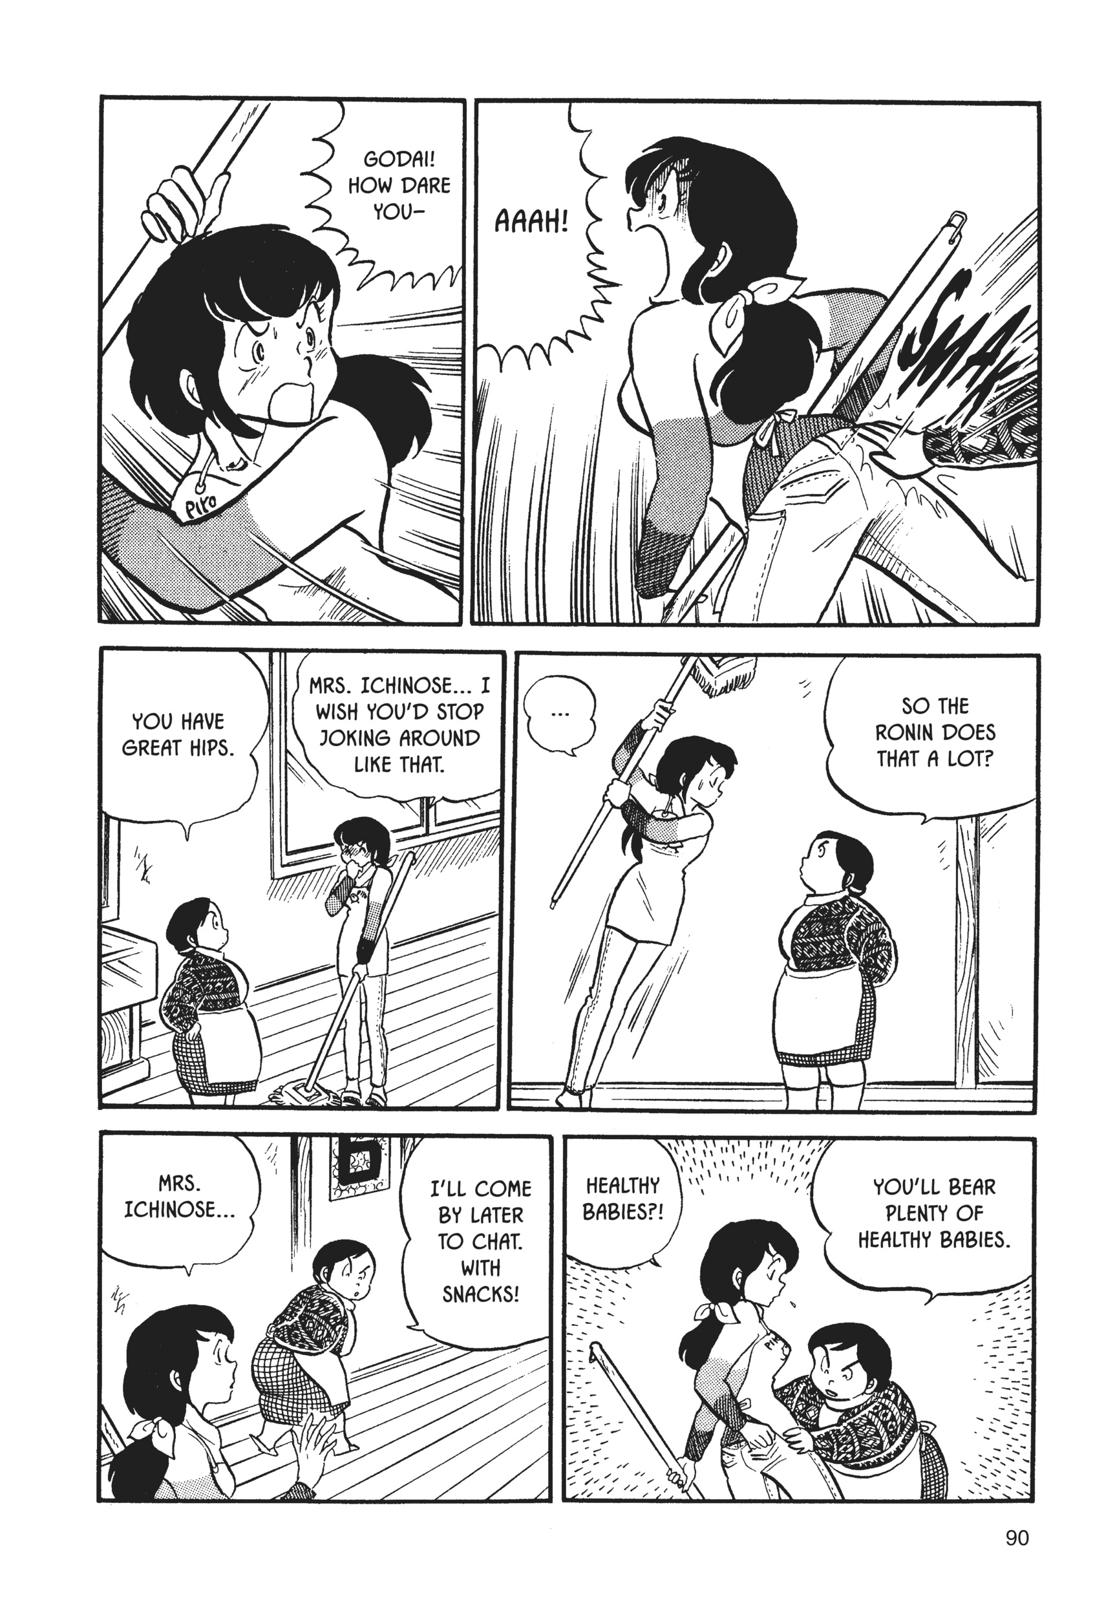 AAAH!
SMAK
GODAI!
HOW DARE
YOU–
PIYO
SO THE
RONIN DOES
THAT A LOT?
...
MRS. ICHINOSE... I
WISH YOU'D STOP
JOKING AROUND
LIKE THAT.
YOU HAVE
GREAT HIPS.
YOU'LL BEAR
PLENTY OF
HEALTHY BABIES.
HEALTHY
BABIES?!
I'LL COME
BY LATER
TO CHAT.
WITH
SNACKS!
6
MRS.
ICHINOSE...
90